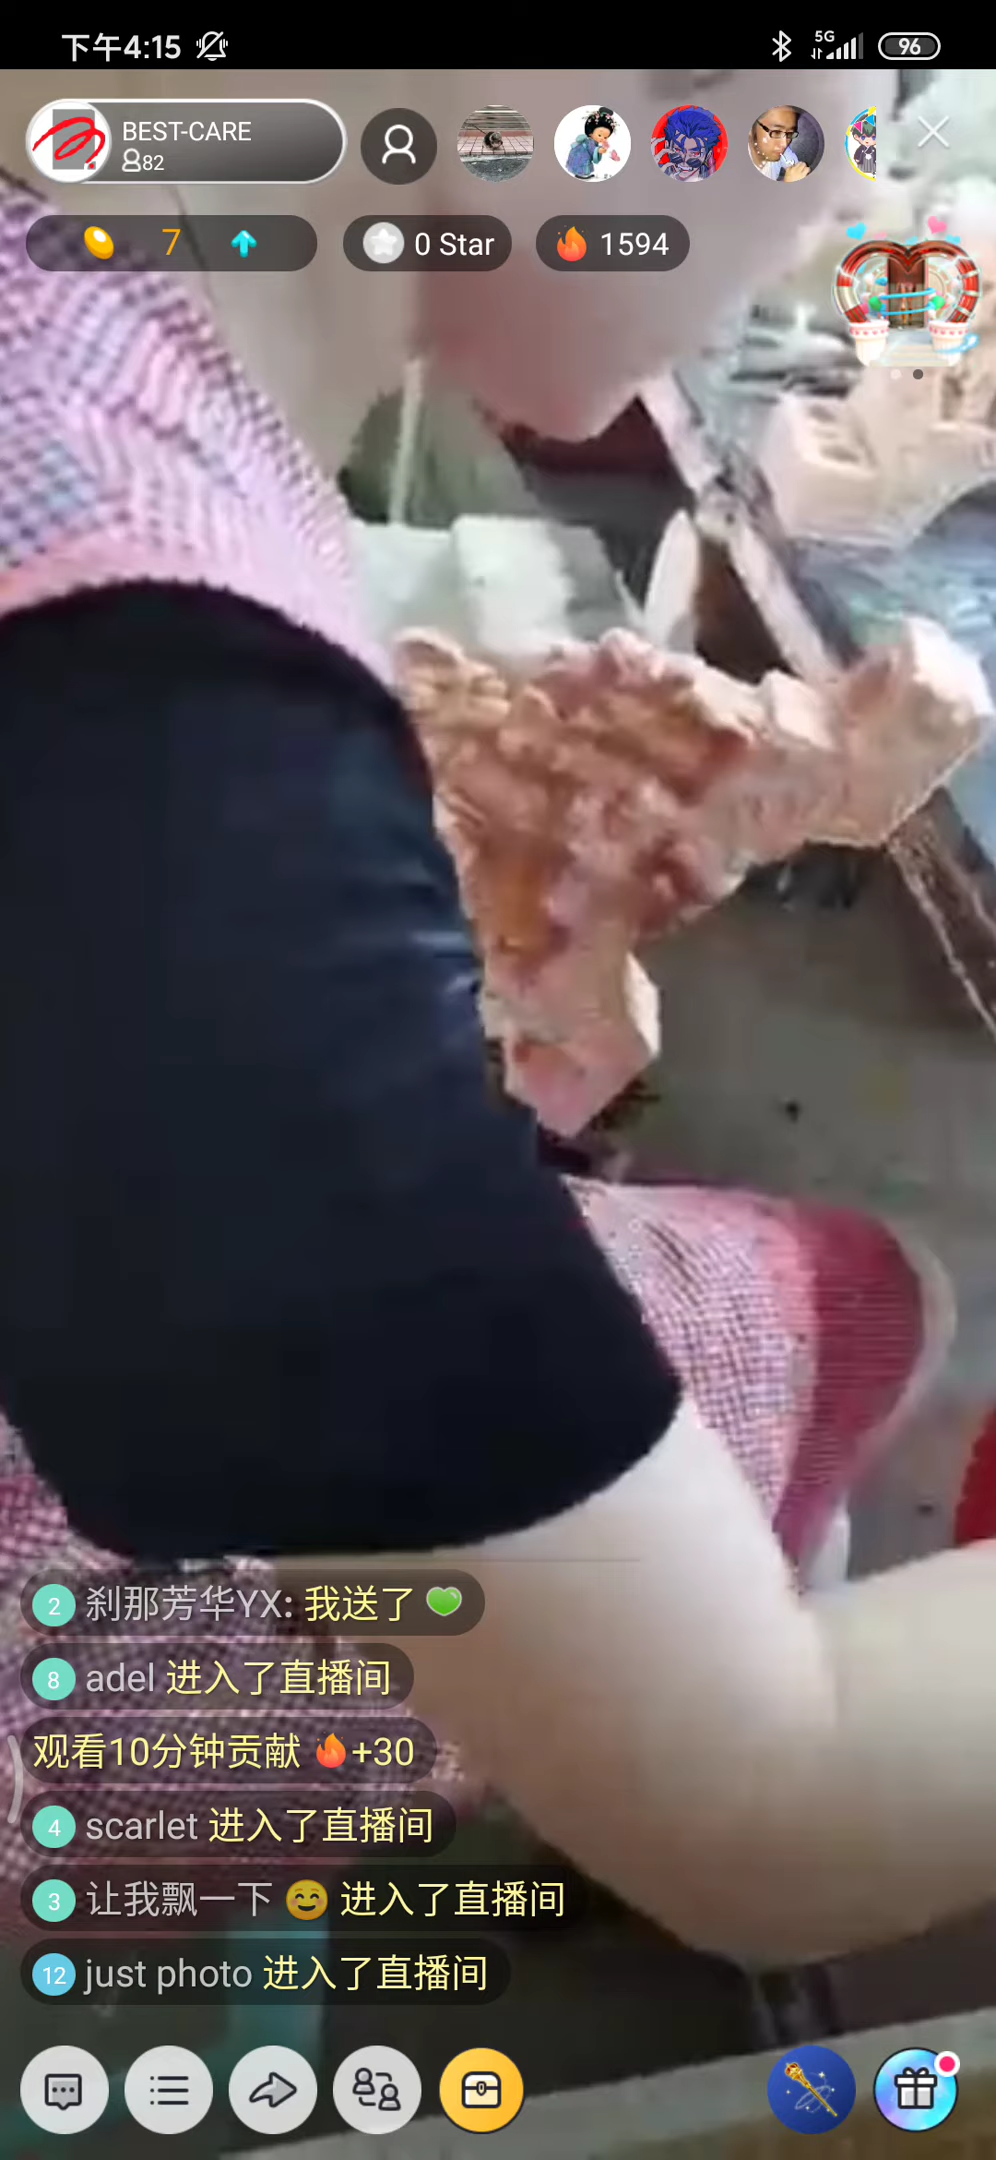 下午4:15
5G
96
BEST-CARE
82
7
0 Star
1594
2 刹那芳华YX: 我送了
8 adel 进入了直播间
观看10分钟贡献 +30
4 scarlet 进入了直播间
3 让我飘一下 进入了直播间
12 just photo 进入了直播间